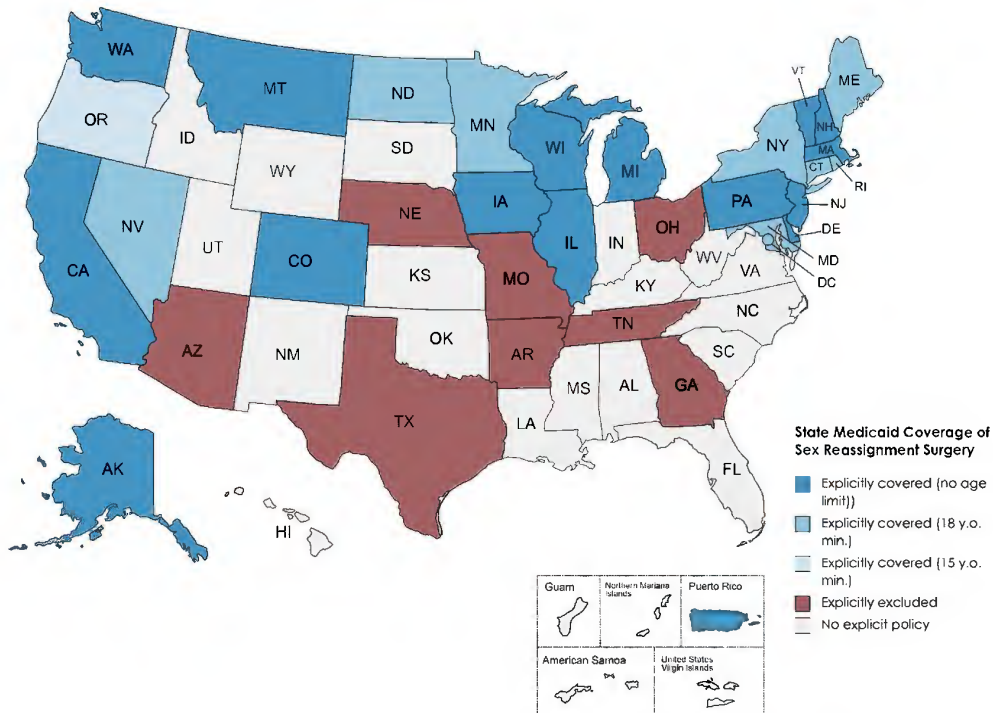 WA
MT
ND
MN
VT
ME
OR
ID
SD
WI
MI
NY
NH
MA
CT
RI
WY
NE
IA
PA
NJ
NV
UT
CO
IL
IN
OH
DE
MD
DC
CA
KS
MO
WV
VA
KY
AZ
NM
OK
AR
TN
NC
SC
TX
LA
MS
AL
GA
FL
AK
HI
State Medicaid Coverage of
Sex Reassignment Surgery
Explicitly covered (no age
limit))
Explicitly covered (18 y.o.
min.)
Explicitly covered (15 y.o.
min.)
Explicitly excluded
No explicit policy
Guam
Northern Mariana
Islands
Puerto Rico
American Samoa
United States
Virgin Islands